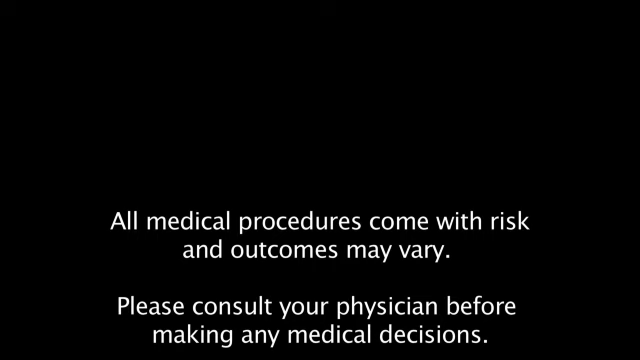 All medical procedures come with risk
and outcomes may vary.
Please consult your physician before
making any medical decisions.